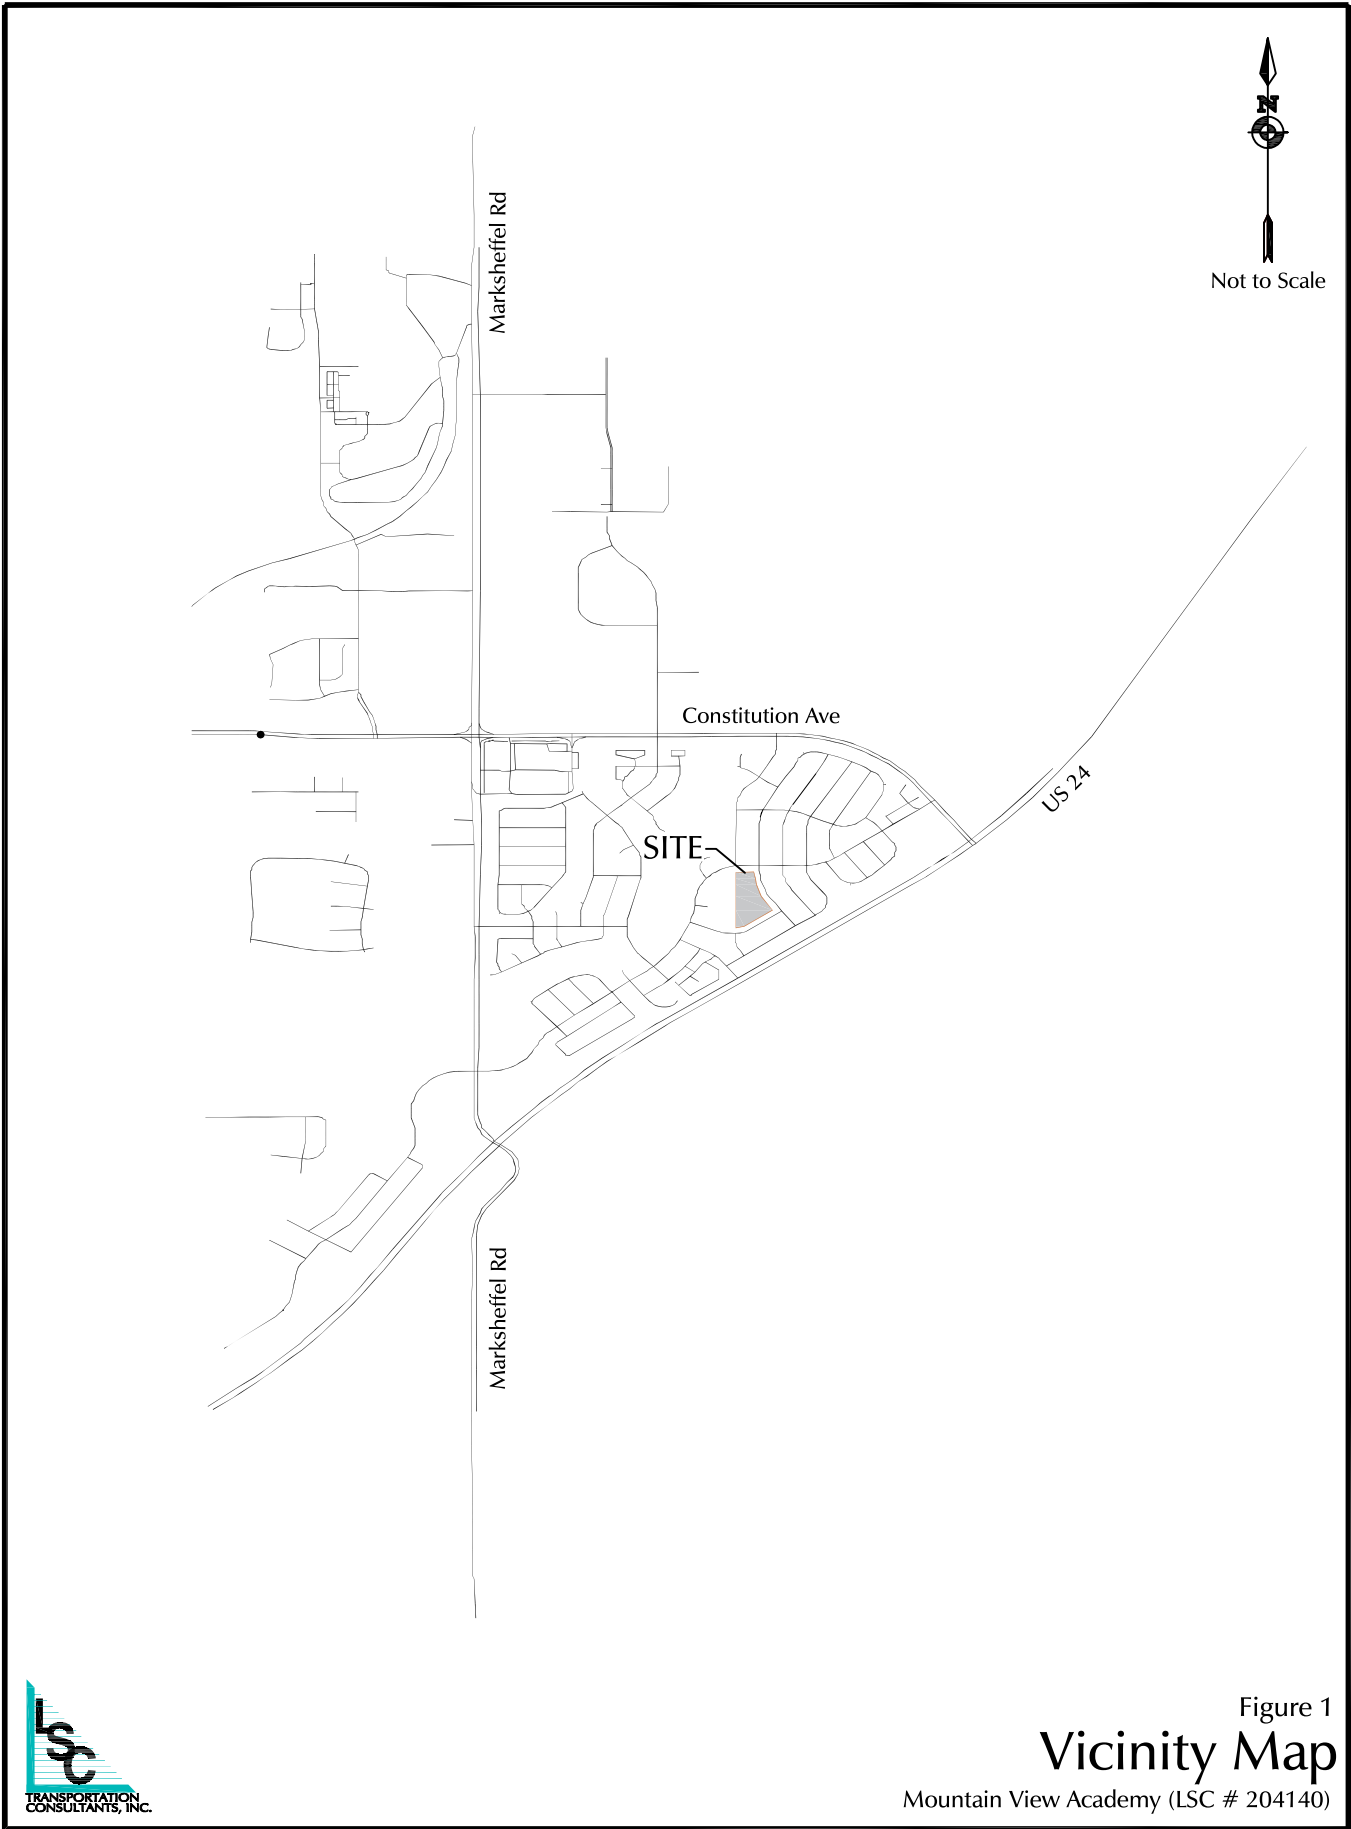 N
Marksheffel Rd
Not to Scale
Constitution Ave
US 24
SITE
Marksheffel Rd
Figure 1
Vicinity Map
Mountain View Academy (LSC # 204140)
LSC
TRANSPORTATION
CONSULTANTS, INC.